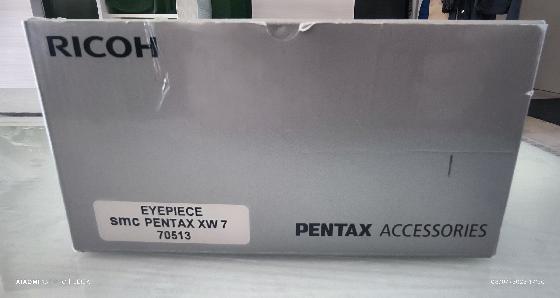 RICOH
EYEPIECE
smc PENTAX XW 7
70513
PENTAX ACCESSORIES